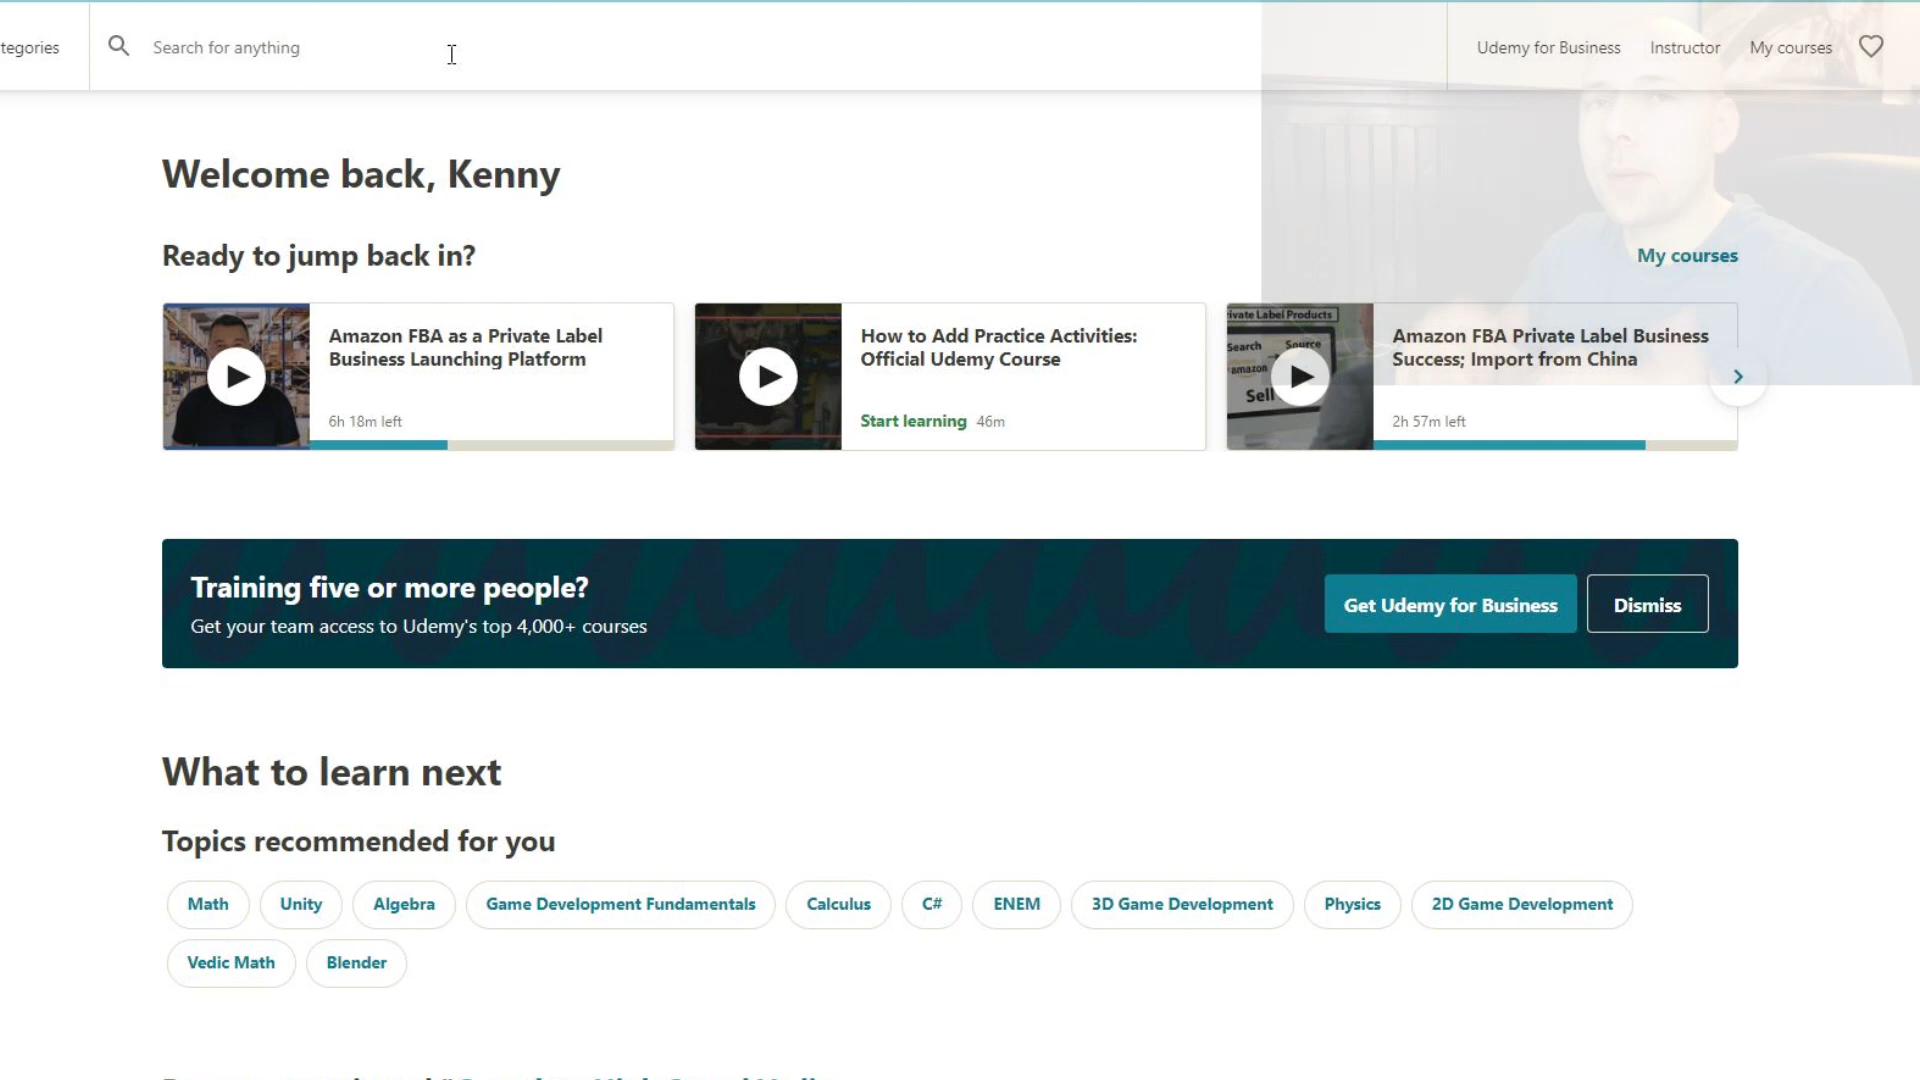 tegories
Search for anything
Udemy for Business
Instructor
My courses
Welcome back, Kenny
Ready to jump back in?
My courses
Amazon FBA as a Private Label
Business Launching Platform
6h 18m left
How to Add Practice Activities:
Official Udemy Course
Start learning 46m
ivate Label Products
Search
Source
amazon
Sell
Amazon FBA Private Label Business
Success; Import from China
2h 57m left
Training five or more people?
Get your team access to Udemy's top 4,000+ courses
Get Udemy for Business
Dismiss
What to learn next
Topics recommended for you
Math
Unity
Algebra
Game Development Fundamentals
Calculus
C#
ENEM
3D Game Development
Physics
2D Game Development
Vedic Math
Blender